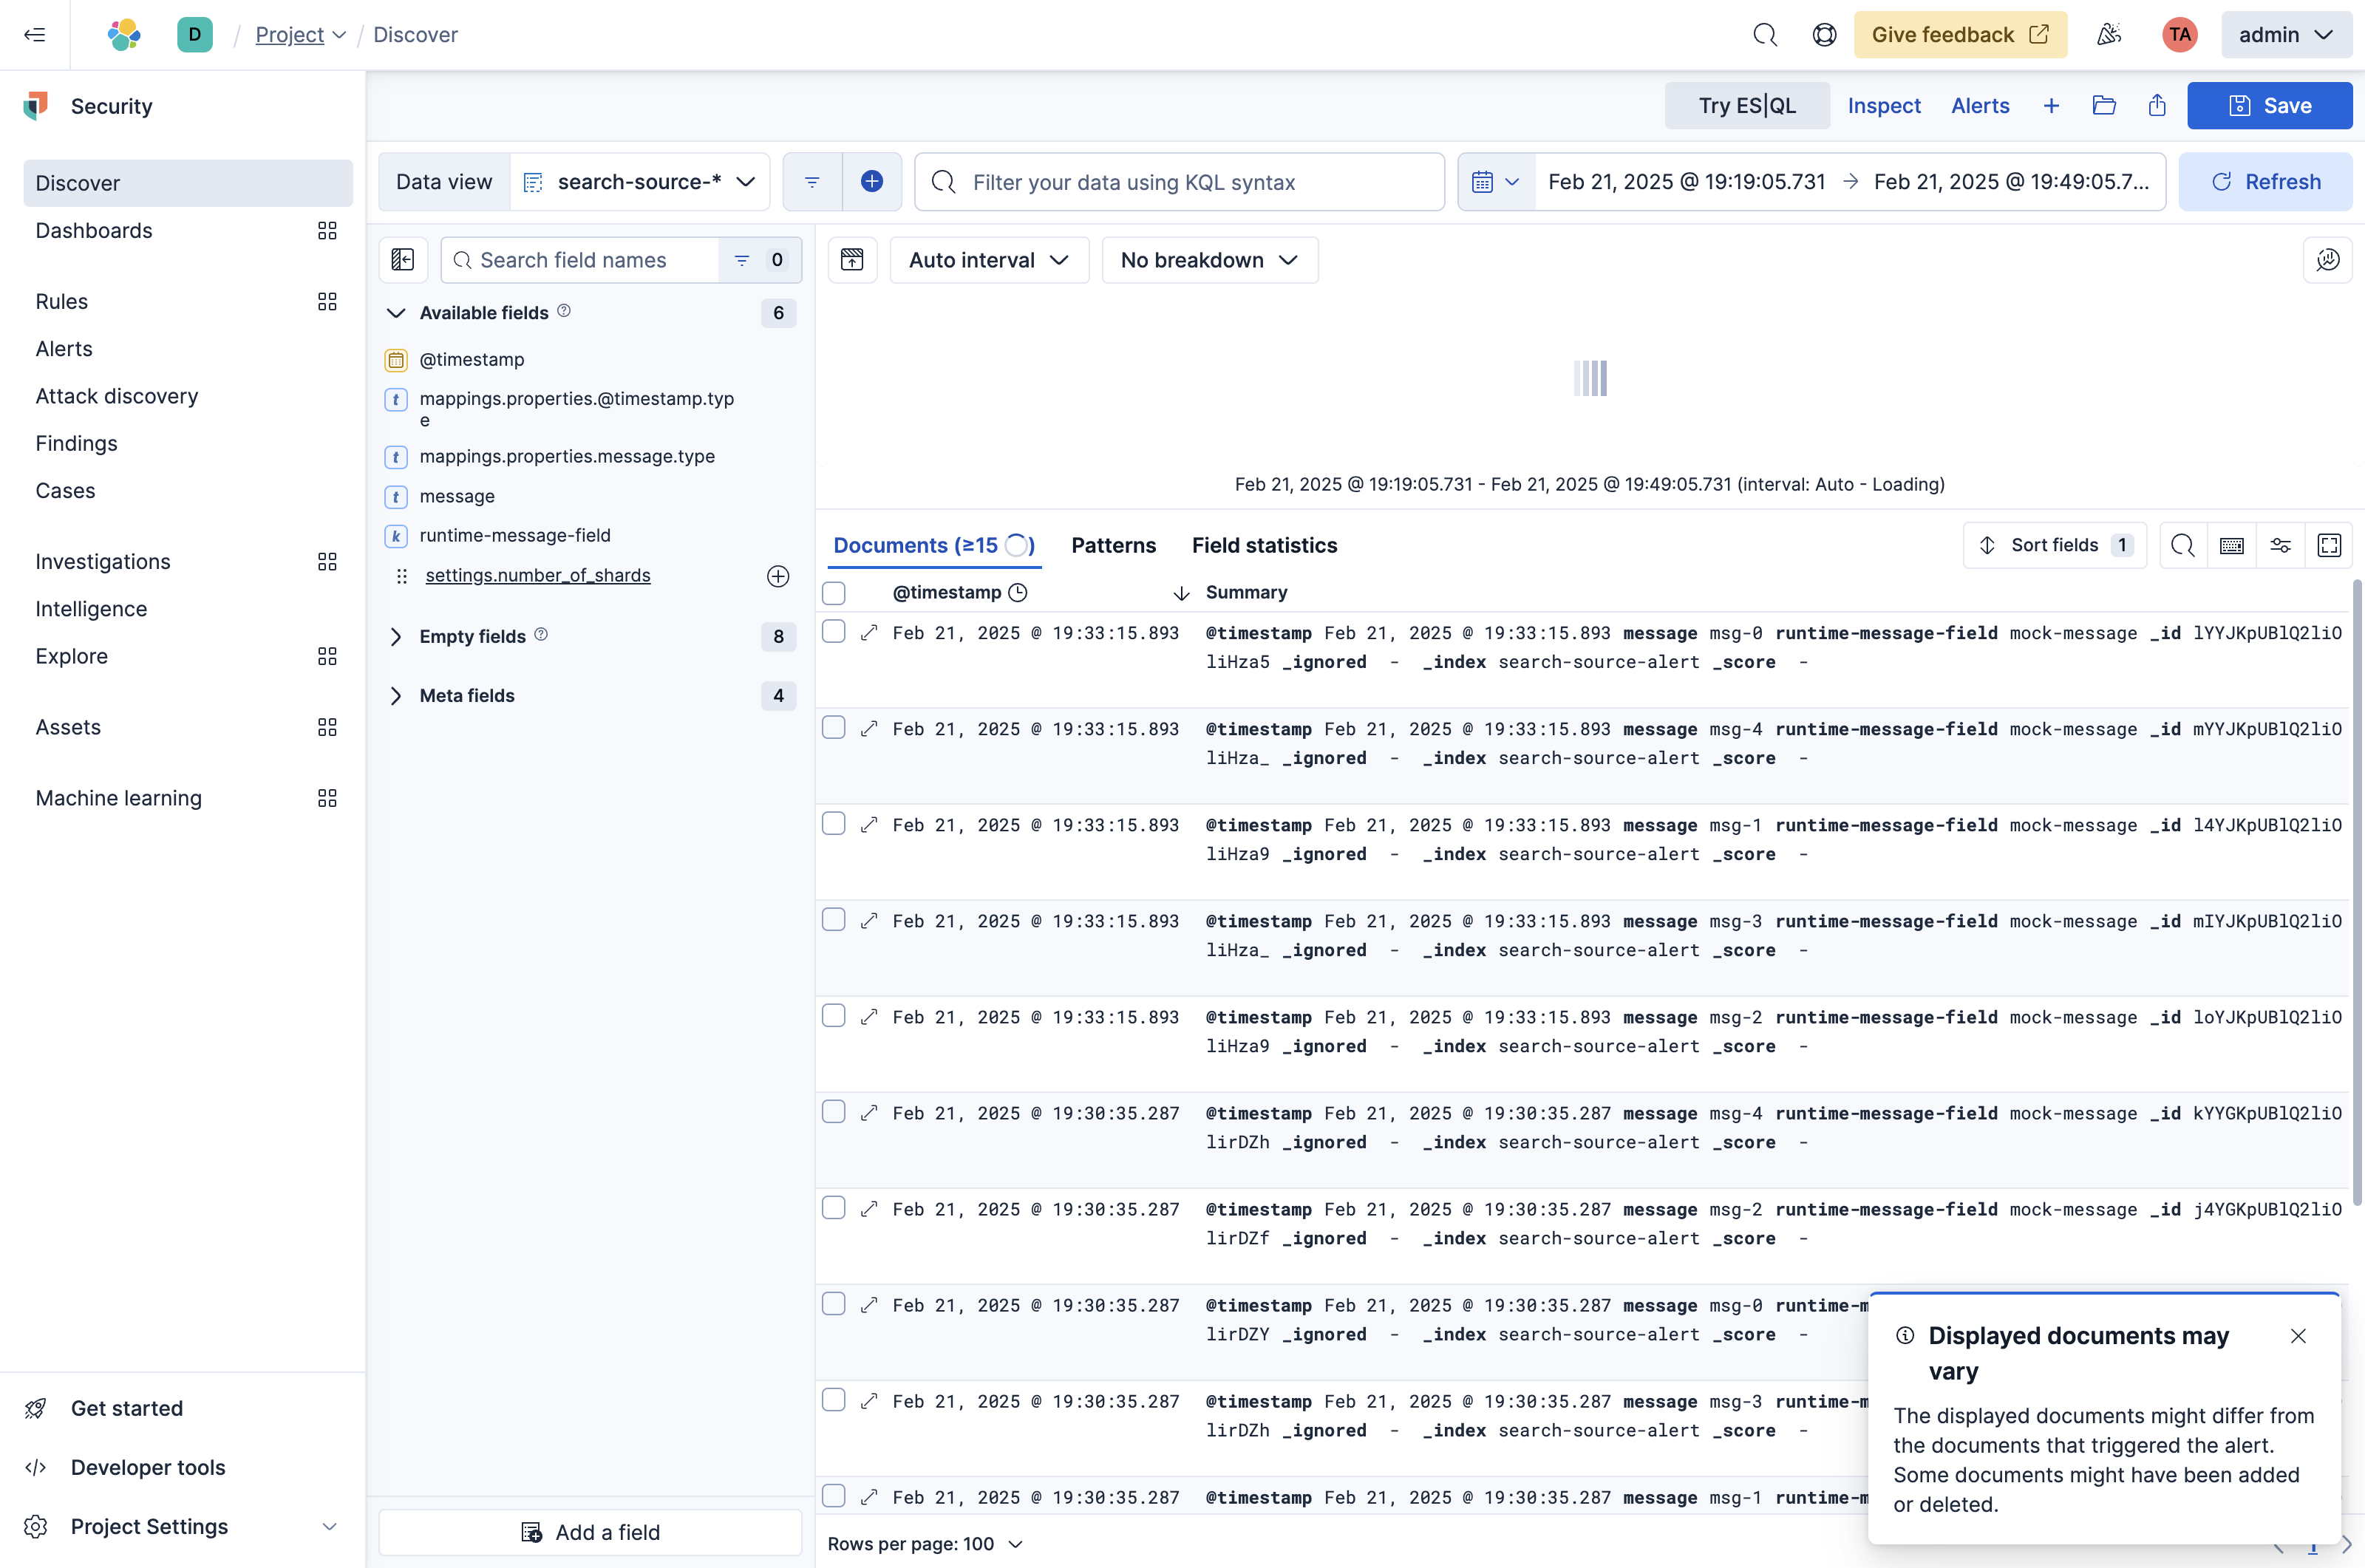 D / Project / Discover
Give feedback
TA
admin
Security
Try ES|QL
Inspect
Alerts
Save
Discover
Dashboards
Rules
Alerts
Attack discovery
Findings
Cases
Investigations
Intelligence
Explore
Assets
Machine learning
Get started
Developer tools
Project Settings
Data view
search-source-*
Filter your data using KQL syntax
Feb 21, 2025 @ 19:19:05.731 → Feb 21, 2025 @ 19:49:05.7...
Refresh
Search field names
0
Available fields 6
@timestamp
mappings.properties.@timestamp.typ
e
mappings.properties.message.type
message
runtime-message-field
settings.number_of_shards
Empty fields 8
Meta fields 4
Add a field
Auto interval
No breakdown
Feb 21, 2025 @ 19:19:05.731 - Feb 21, 2025 @ 19:49:05.731 (interval: Auto - Loading)
Documents (≥15 )
Patterns
Field statistics
Sort fields 1
@timestamp
Summary
Feb 21, 2025 @ 19:33:15.893 @timestamp Feb 21, 2025 @ 19:33:15.893 message msg-0 runtime-message-field mock-message _id lYYJKpUBlQ2liO
liHza5 _ignored - _index search-source-alert _score -
Feb 21, 2025 @ 19:33:15.893 @timestamp Feb 21, 2025 @ 19:33:15.893 message msg-4 runtime-message-field mock-message _id mYYJKpUBlQ2liO
liHza_ _ignored - _index search-source-alert _score -
Feb 21, 2025 @ 19:33:15.893 @timestamp Feb 21, 2025 @ 19:33:15.893 message msg-1 runtime-message-field mock-message _id l4YJKpUBlQ2liO
liHza9 _ignored - _index search-source-alert _score -
Feb 21, 2025 @ 19:33:15.893 @timestamp Feb 21, 2025 @ 19:33:15.893 message msg-3 runtime-message-field mock-message _id mIYJKpUBlQ2liO
liHza_ _ignored - _index search-source-alert _score -
Feb 21, 2025 @ 19:33:15.893 @timestamp Feb 21, 2025 @ 19:33:15.893 message msg-2 runtime-message-field mock-message _id loYJKpUBlQ2liO
liHza9 _ignored - _index search-source-alert _score -
Feb 21, 2025 @ 19:30:35.287 @timestamp Feb 21, 2025 @ 19:30:35.287 message msg-4 runtime-message-field mock-message _id kYYGKpUBlQ2liO
lirDZh _ignored - _index search-source-alert _score -
Feb 21, 2025 @ 19:30:35.287 @timestamp Feb 21, 2025 @ 19:30:35.287 message msg-2 runtime-message-field mock-message _id j4YGKpUBlQ2liO
lirDZf _ignored - _index search-source-alert _score -
Feb 21, 2025 @ 19:30:35.287 @timestamp Feb 21, 2025 @ 19:30:35.287 message msg-0 runtime-m
lirDZY _ignored - _index search-source-alert _score -
Feb 21, 2025 @ 19:30:35.287 @timestamp Feb 21, 2025 @ 19:30:35.287 message msg-3 runtime-m
lirDZh _ignored - _index search-source-alert _score -
Feb 21, 2025 @ 19:30:35.287 @timestamp Feb 21, 2025 @ 19:30:35.287 message msg-1 runtime-m
Rows per page: 100
1
Displayed documents may
vary
The displayed documents might differ from
the documents that triggered the alert.
Some documents might have been added
or deleted.